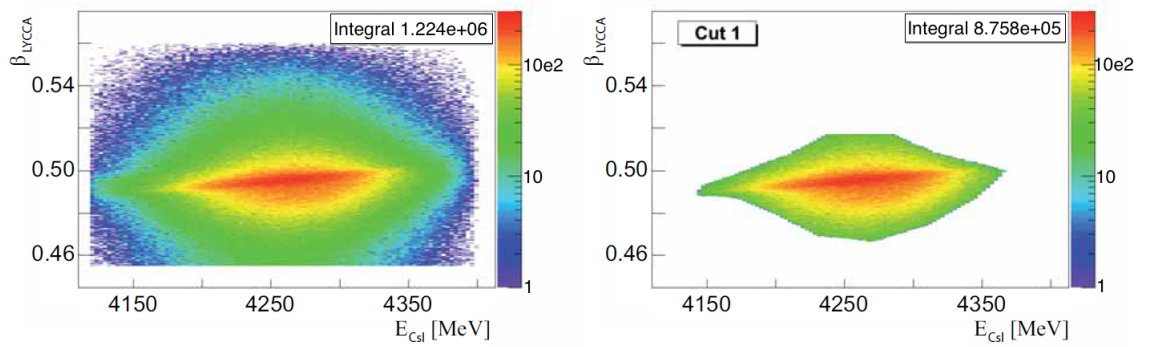 Integral 1.224e+06
β LYCCA
0.54
0.50
0.46
4150
4250
4350
E CsI [MeV]
10e2
10
1
Cut 1
Integral 8.758e+05
β LYCCA
0.54
0.50
0.46
4150
4250
4350
E CsI [MeV]
10e2
10
1